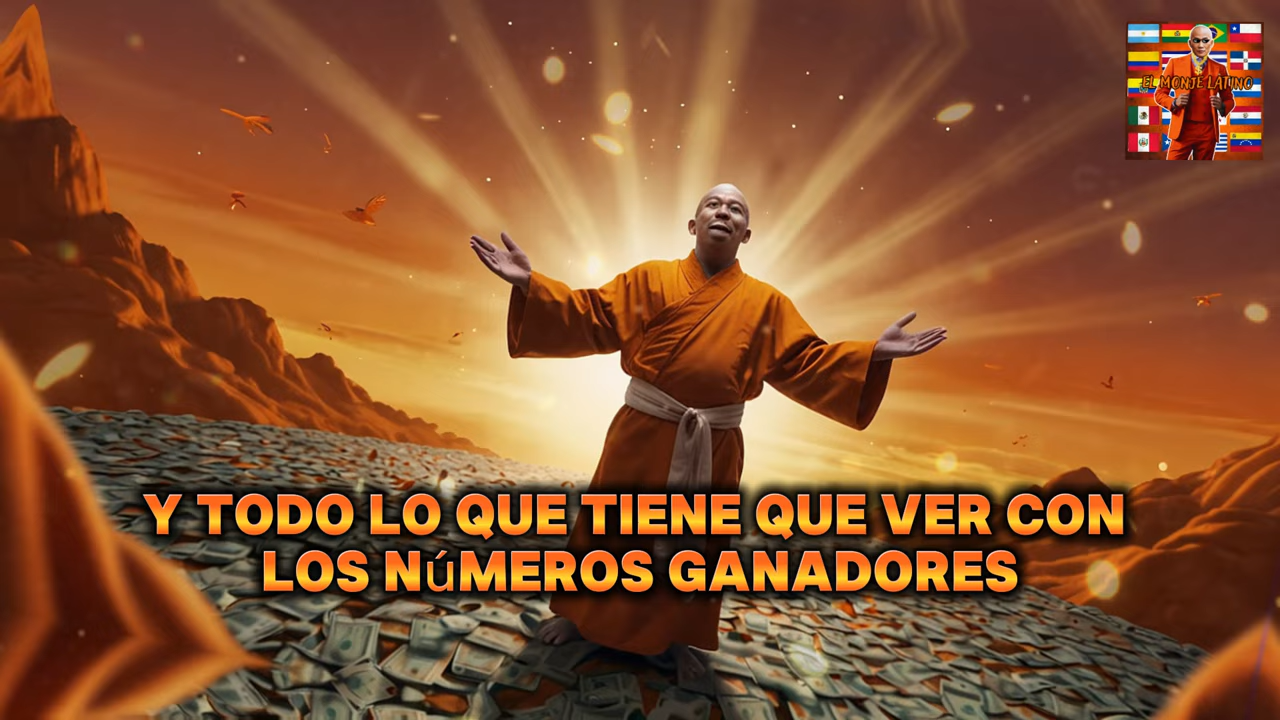 EL MONJE LATINO
Y TODO LO QUE TIENE QUE VER CON
LOS NúMEROS GANADORES